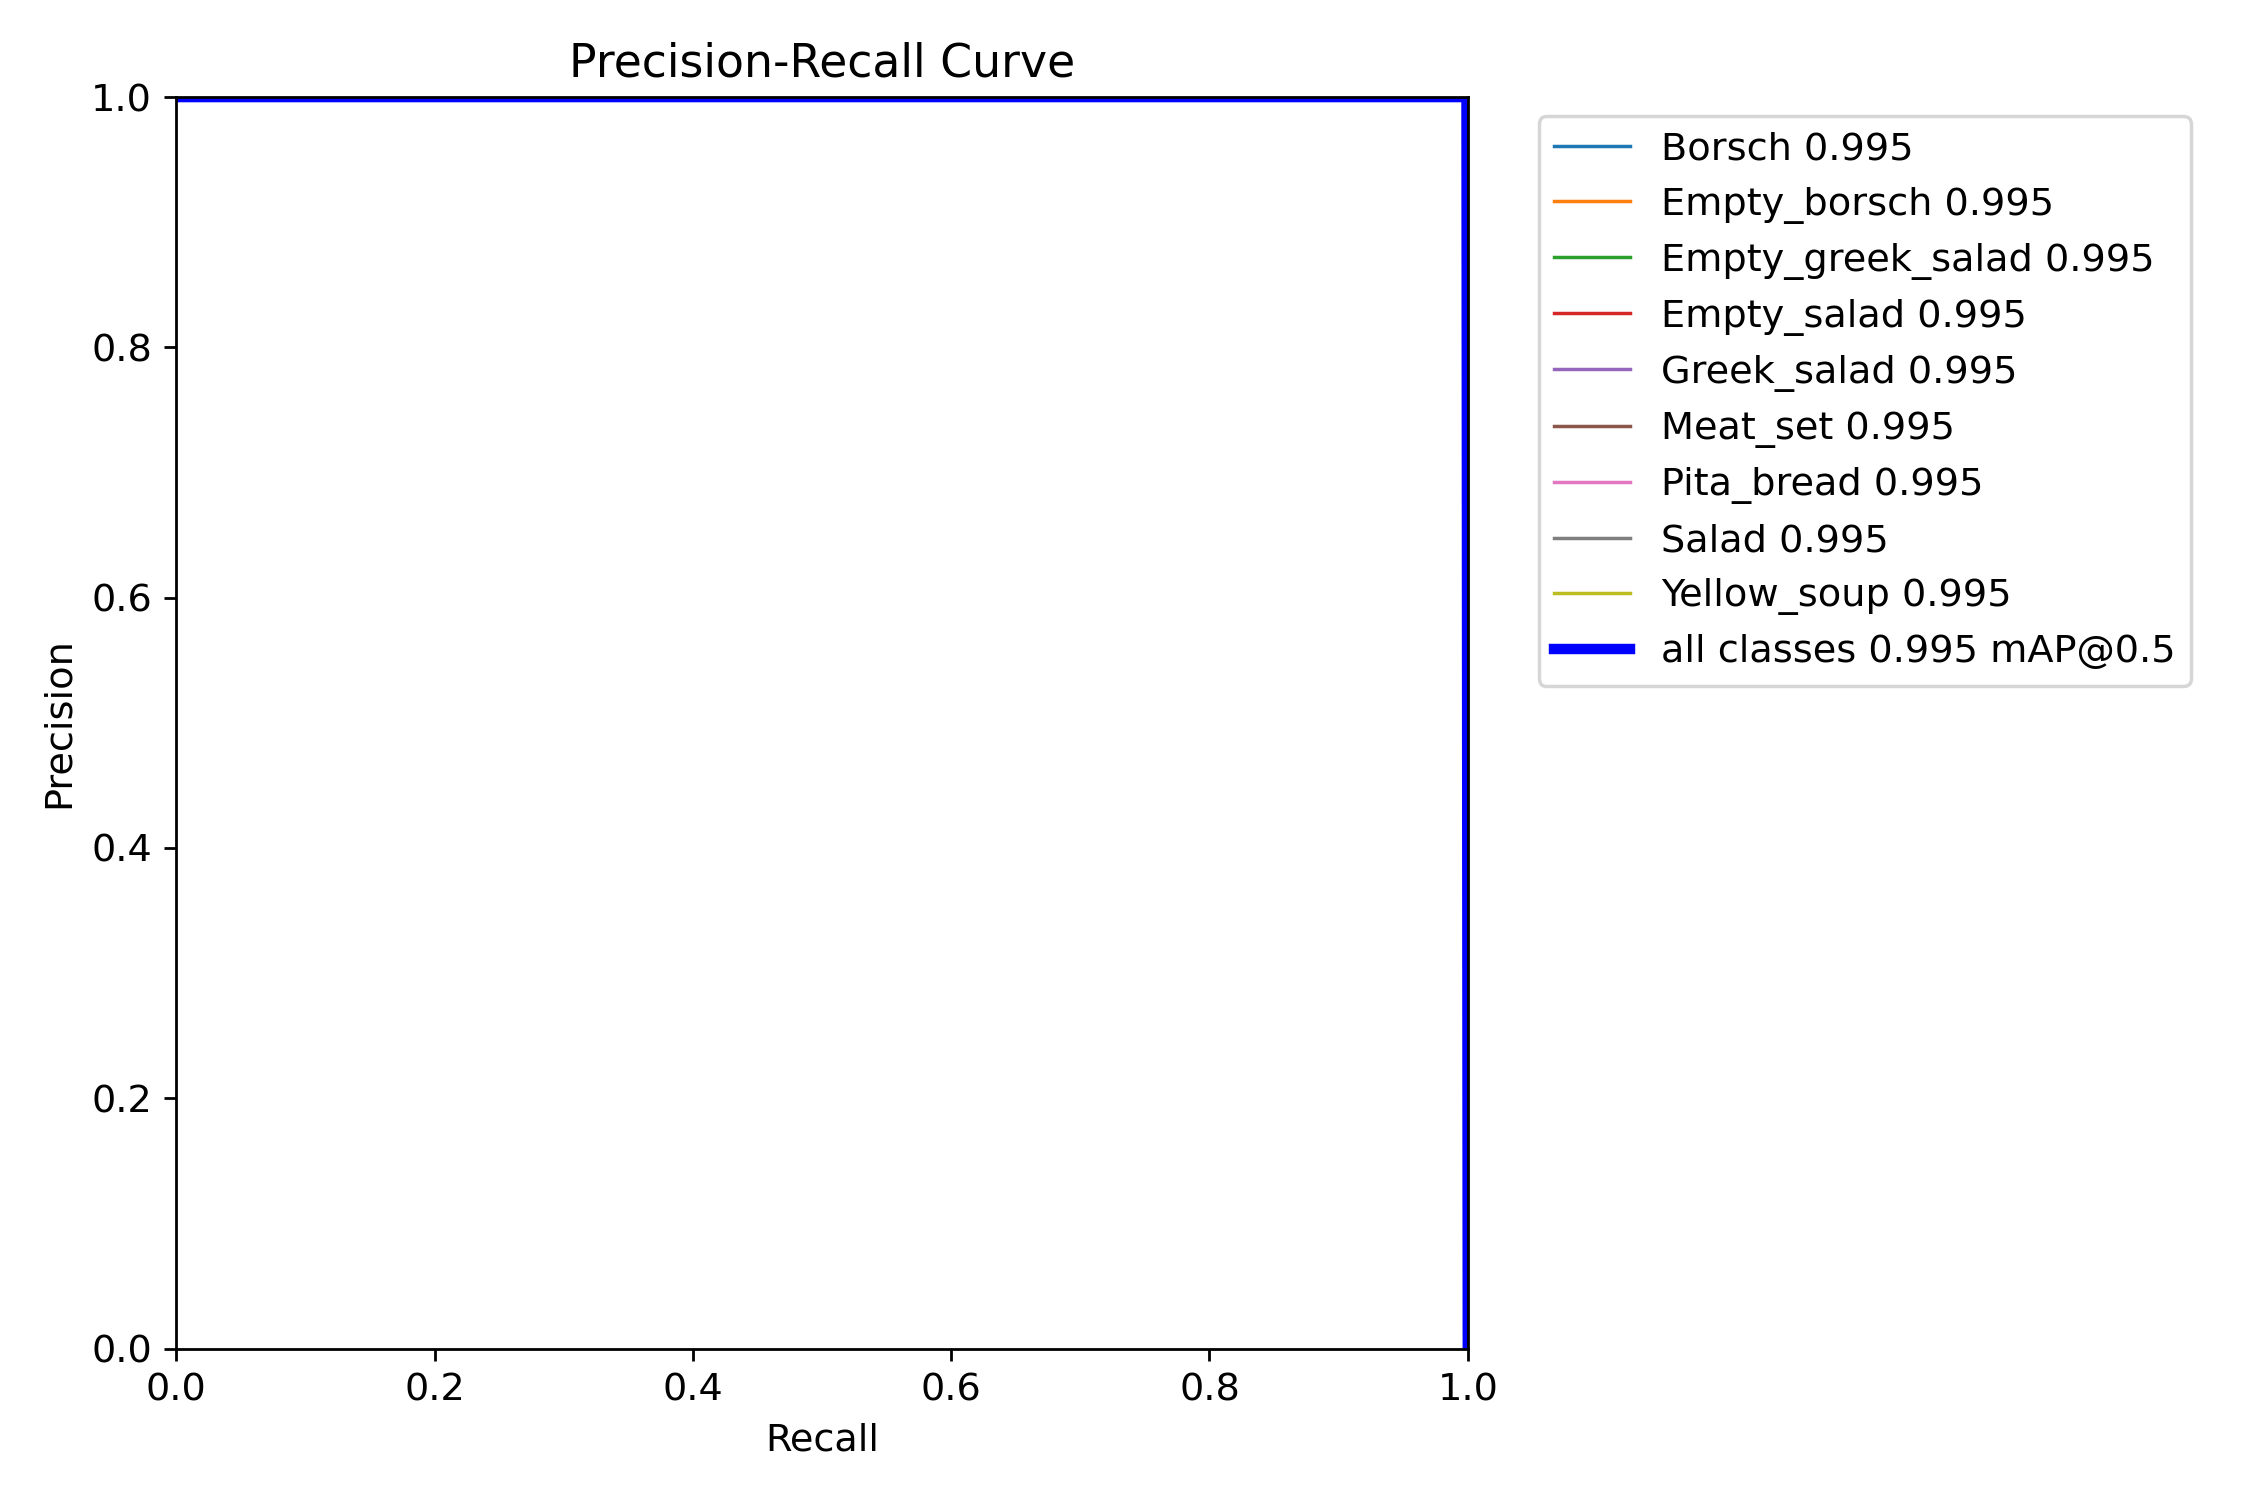 Precision-Recall Curve
1.0
0.8
0.6
0.4
0.2
0.0
Precision
0.0 0.2 0.4 0.6 0.8 1.0
Recall
Borsch 0.995
Empty_borsch 0.995
Empty_greek_salad 0.995
Empty_salad 0.995
Greek_salad 0.995
Meat_set 0.995
Pita_bread 0.995
Salad 0.995
Yellow_soup 0.995
all classes 0.995 mAP@0.5